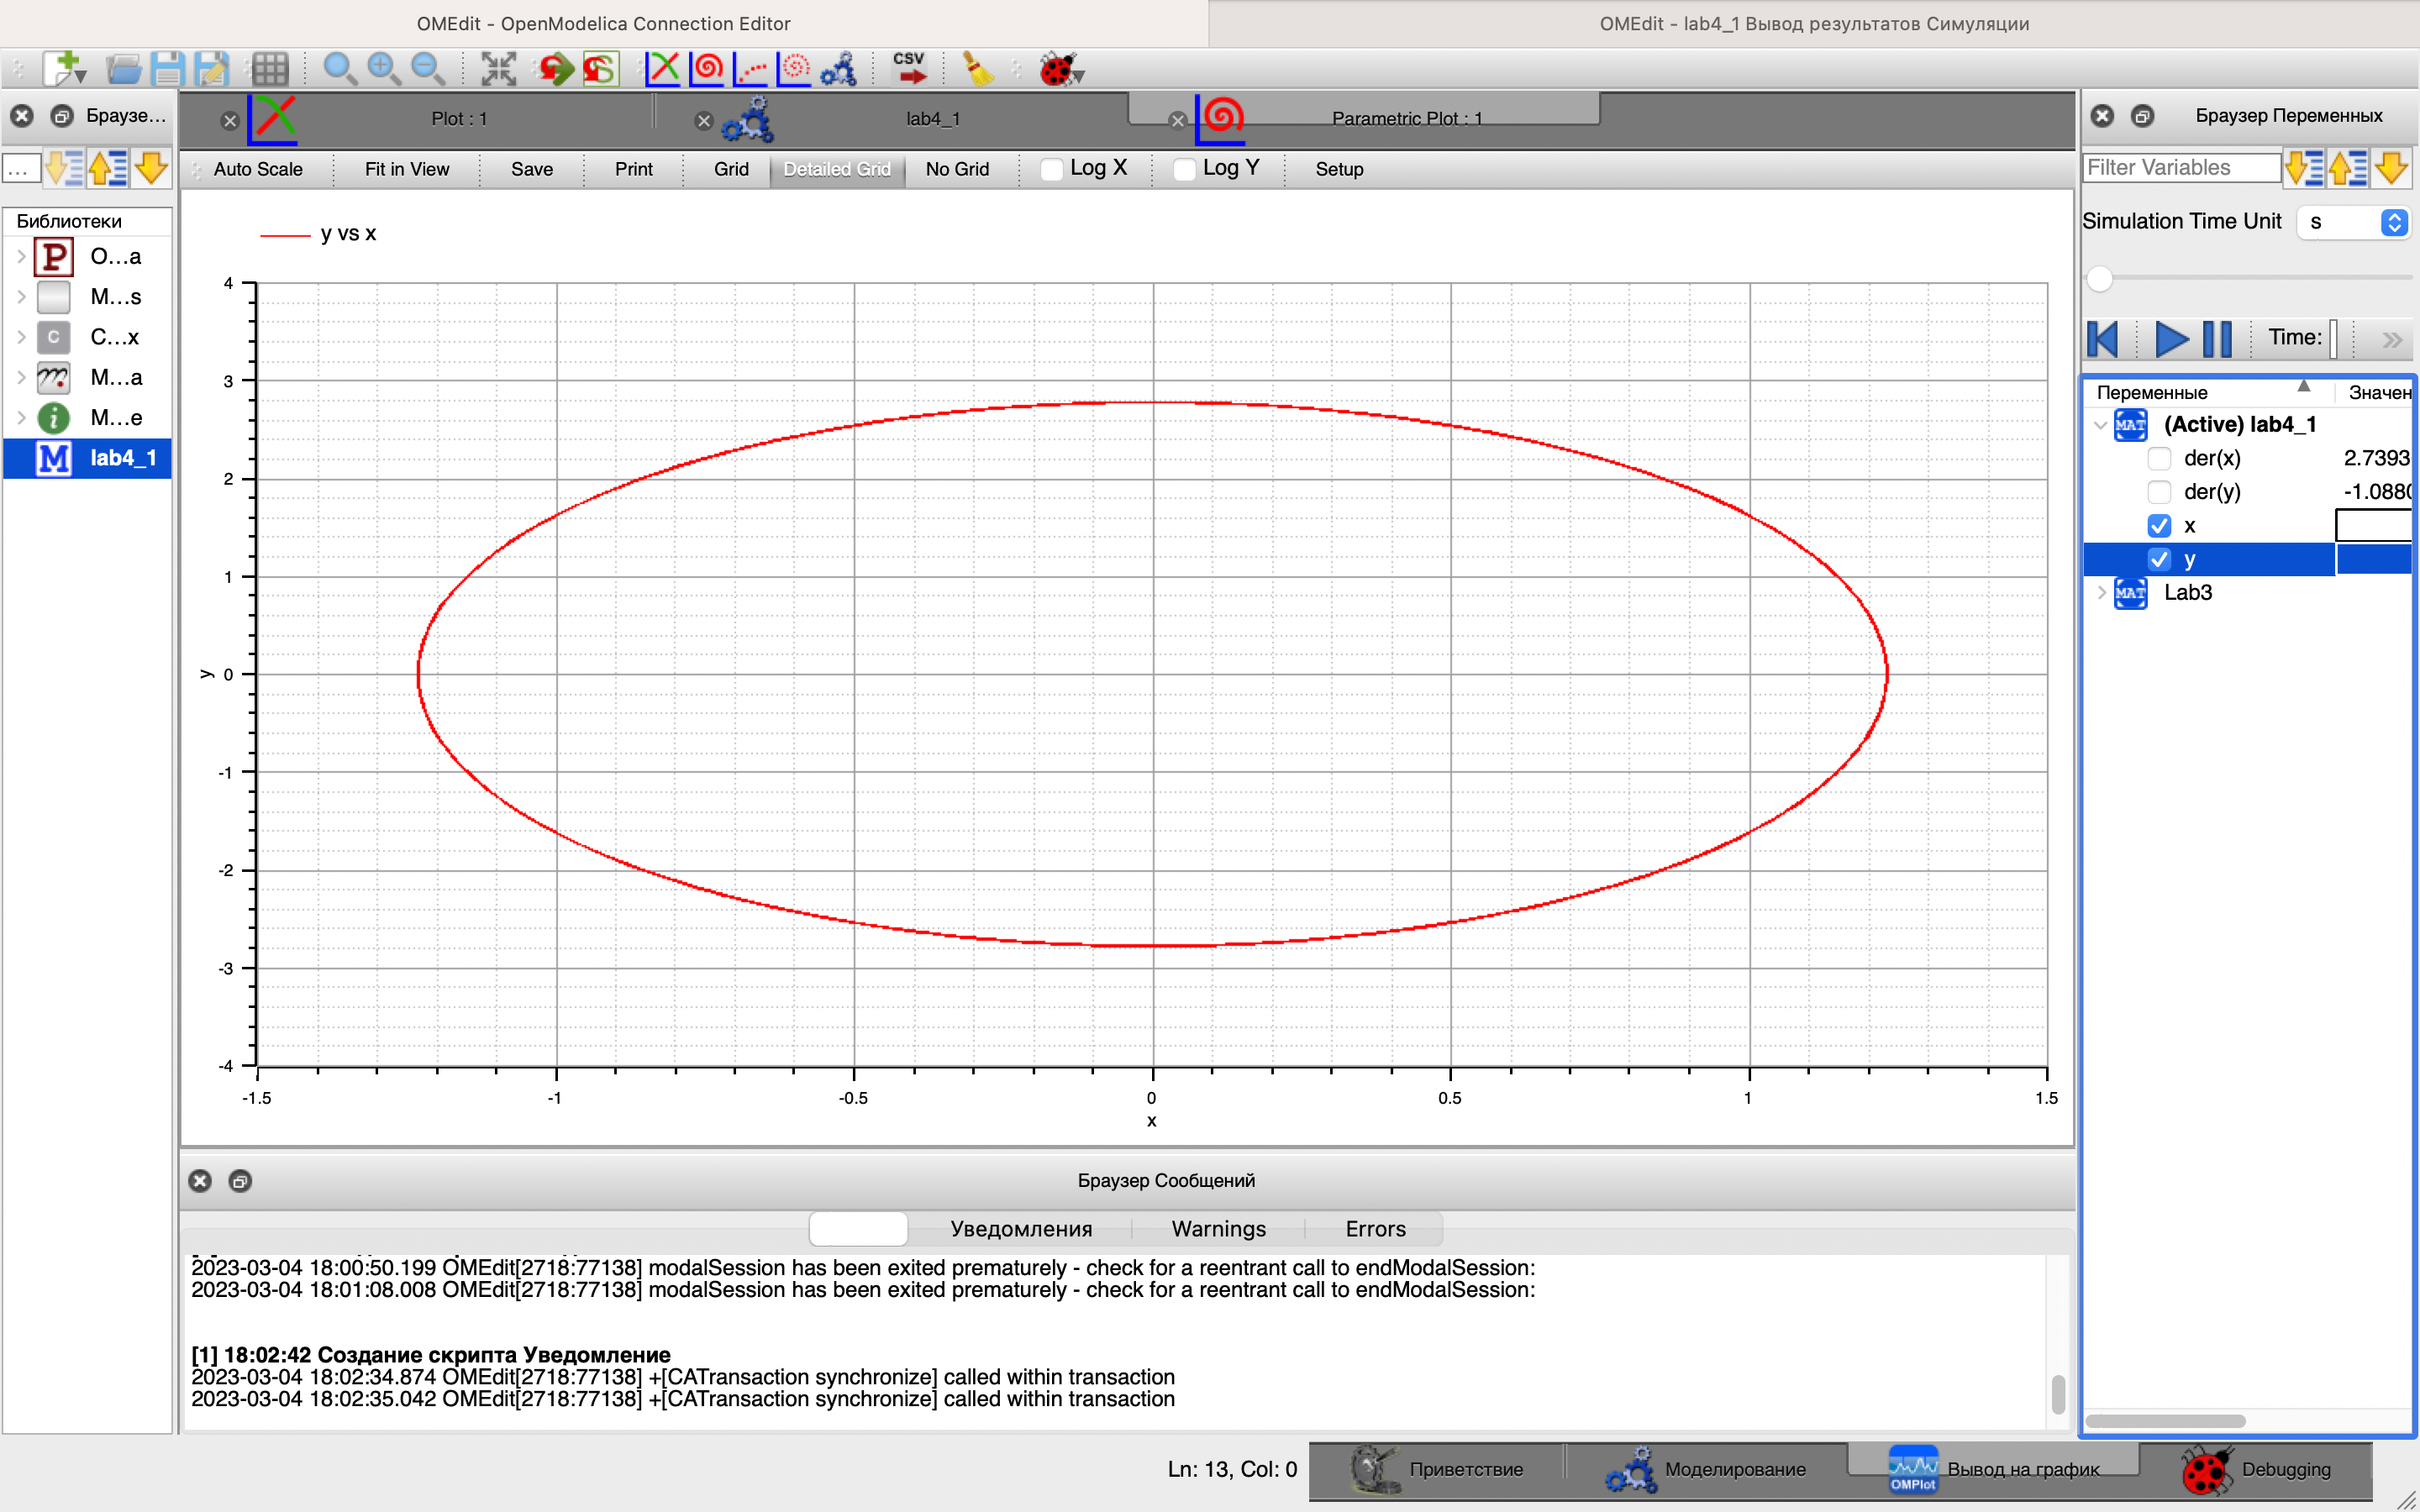 OMEdit - OpenModelica Connection Editor
OMEdit - lab4_1 Вывод результатов Симуляции
CSV
Браузе...
Plot : 1
lab4_1
Parametric Plot : 1
Браузер Переменных
...
Auto Scale
Fit in View
Save
Print
Grid
Detailed Grid
No Grid
Log X
Log Y
Setup
Filter Variables
Библиотеки
Simulation Time Unit
s
P
O...a
M...s
C
C...x
M...a
i
M...e
M
lab4_1
y vs x
4
3
2
1
0
-1
-2
-3
-4
y
-1.5
-1
-0.5
0
0.5
1
1.5
x
Time:
»
Переменные
Значен
MAT
(Active) lab4_1
der(x)
2.7393
der(y)
-1.0880
x
y
MAT
Lab3
Браузер Сообщений
Уведомления
Warnings
Errors
2023-03-04 18:00:50.199 OMEdit[2718:77138] modalSession has been exited prematurely - check for a reentrant call to endModalSession:
2023-03-04 18:01:08.008 OMEdit[2718:77138] modalSession has been exited prematurely - check for a reentrant call to endModalSession:
[1] 18:02:42 Создание скрипта Уведомление
2023-03-04 18:02:34.874 OMEdit[2718:77138] +[CATransaction synchronize] called within transaction
2023-03-04 18:02:35.042 OMEdit[2718:77138] +[CATransaction synchronize] called within transaction
Ln: 13, Col: 0
Приветствие
Моделирование
OMPlot
Вывод на график
Debugging